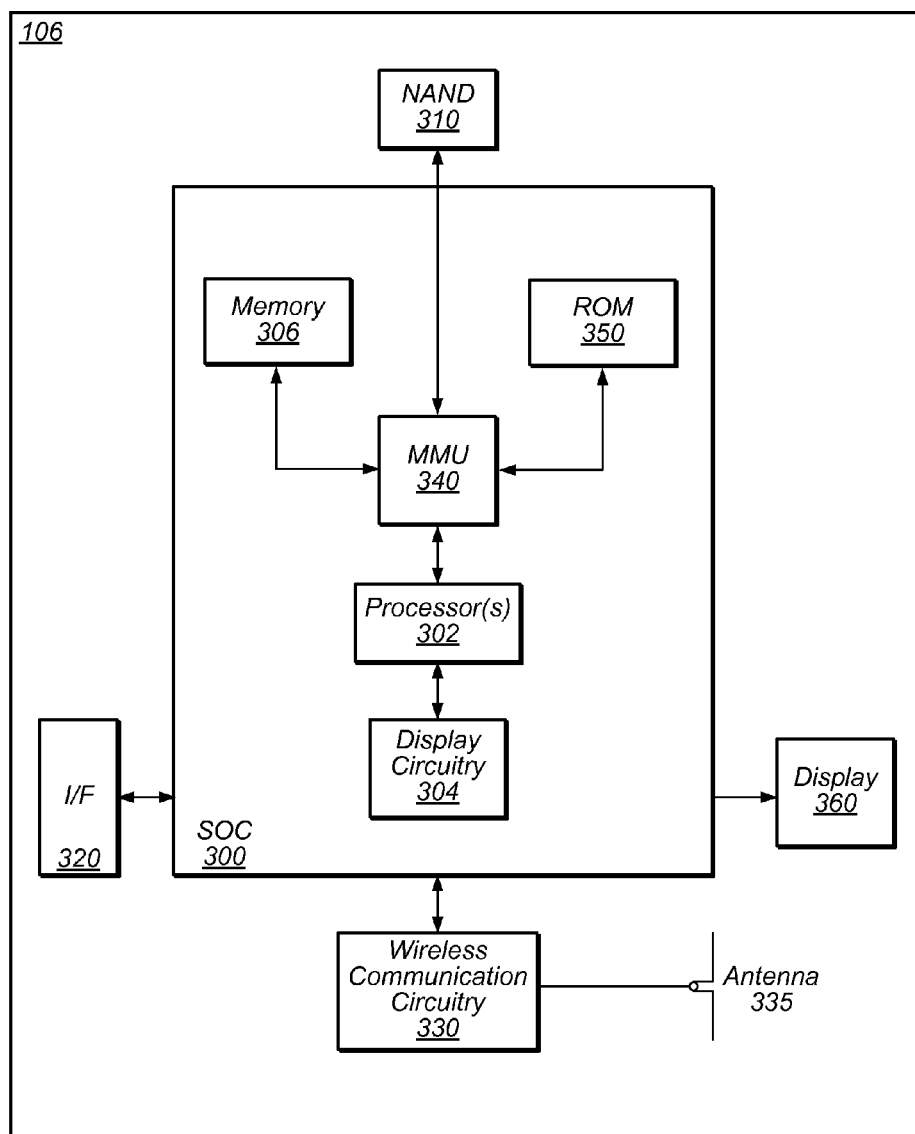 106
NAND
310
Memory
306
ROM
350
MMU
340
Processor(s)
302
Display
Circuitry
304
I/F
320
SOC
300
Display
360
Wireless
Communication
Circuitry
330
Antenna
335